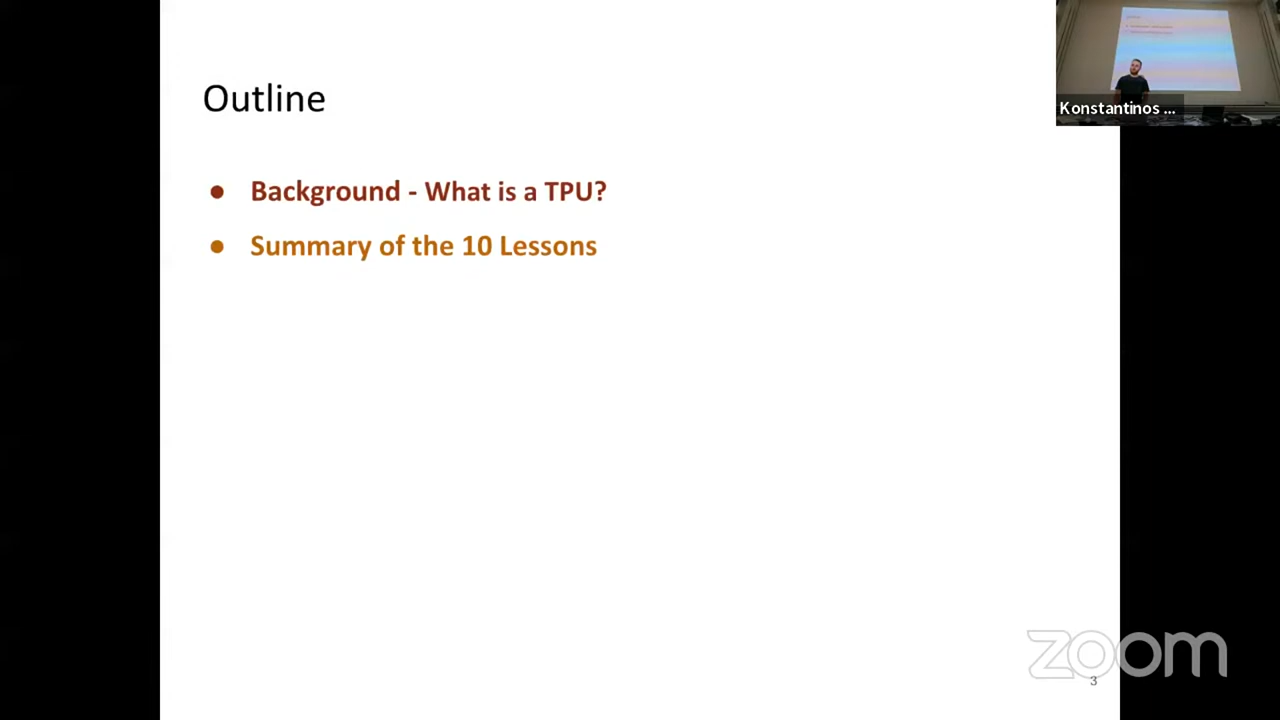 Outline
Konstantinos ...
● Background - What is a TPU?
● Summary of the 10 Lessons
zoom
3